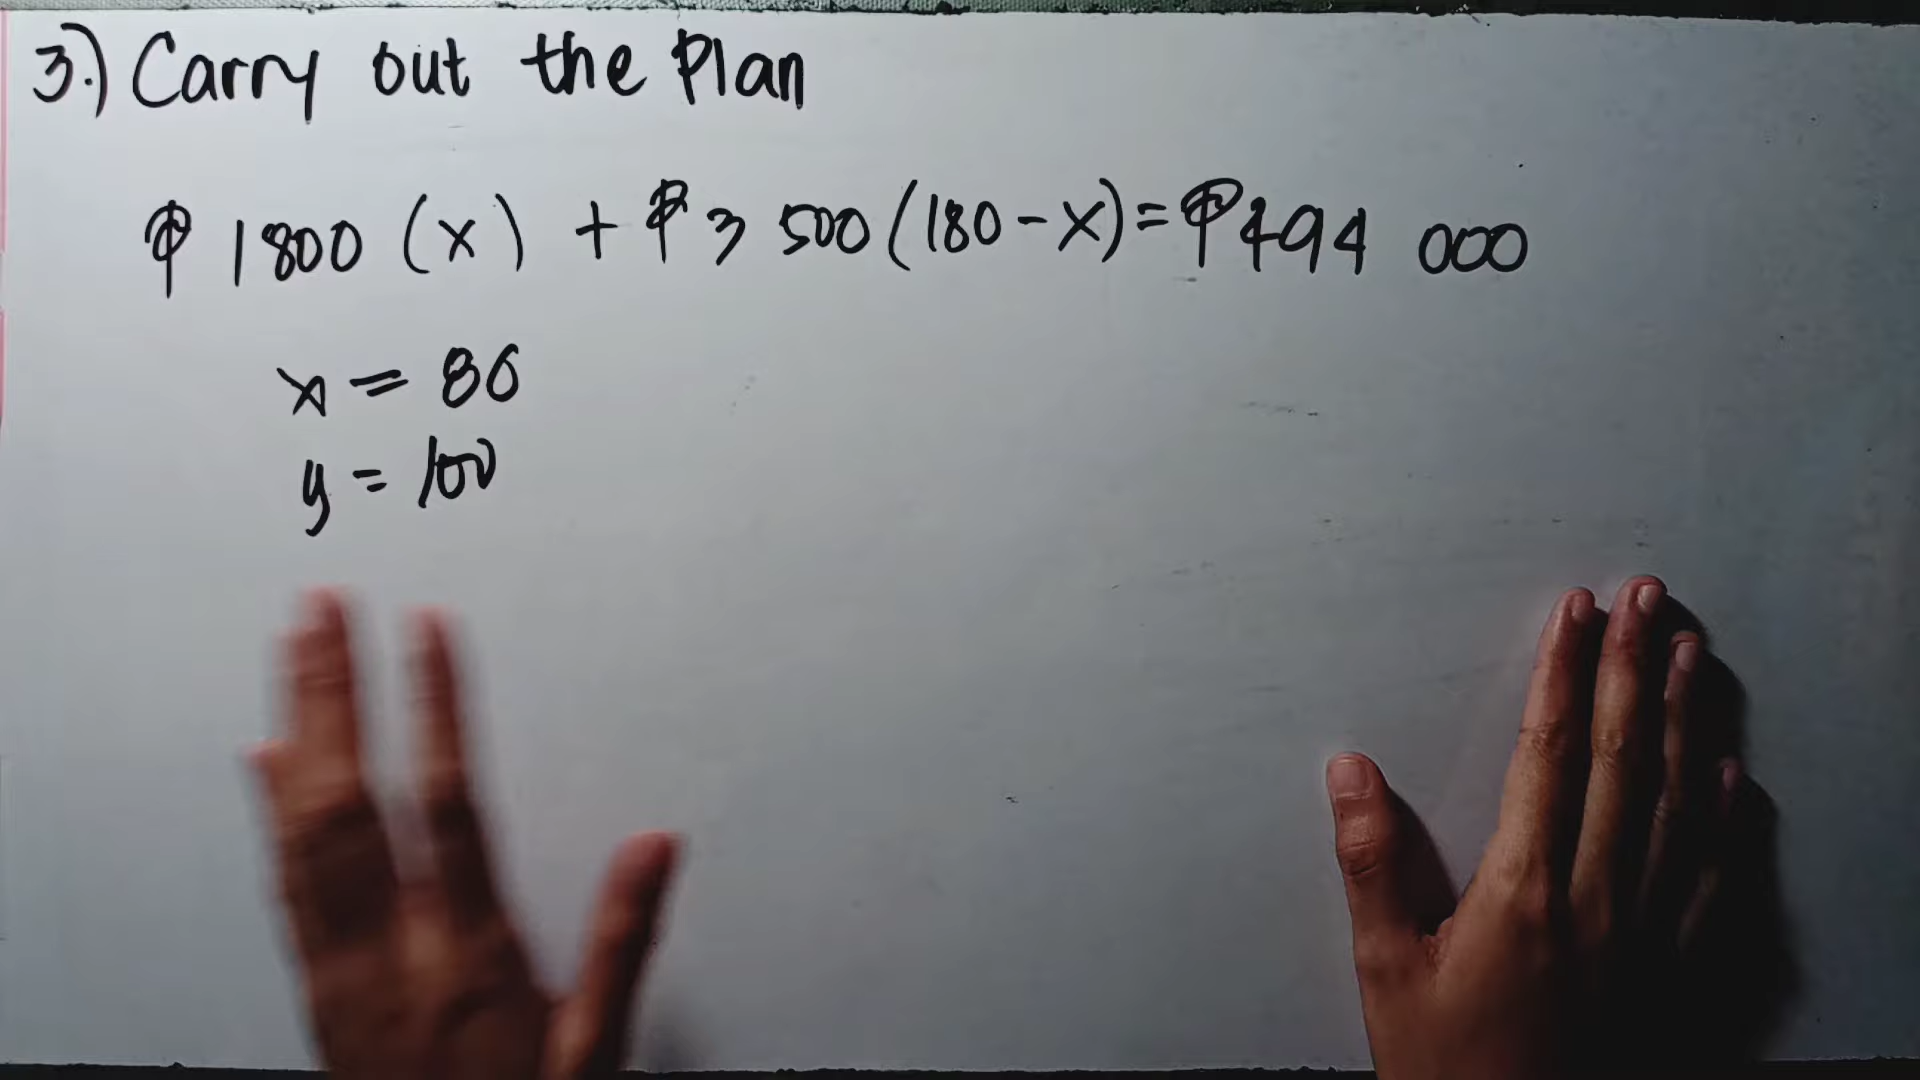 3.) Carry out the Plan
₱ 1800 (x) + ₱ 3 500 (180 - x) = ₱ 494 000
x = 80
y = 100